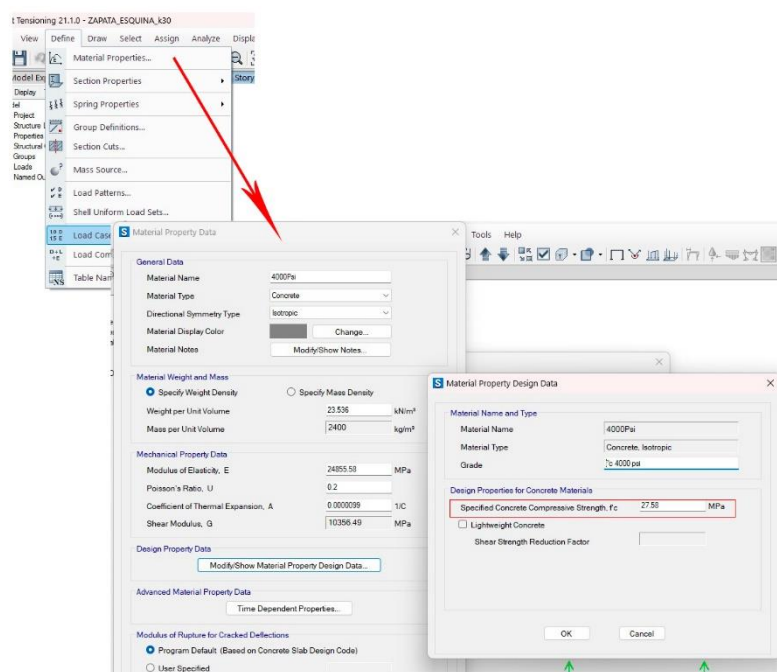 t Tensioning 21.1.0 - ZAPATA_ESQUINA_k30
View Define Draw Select Assign Analyze Displa
Model Ex
Display
Project
Structure
Properties
Structural
Groups
Loads
Named Ou
Material Properties...
Section Properties
Spring Properties
Group Definitions...
Section Cuts...
Mass Source...
Load Patterns...
Shell Uniform Load Sets...
Load Case
Load Com
Table Nam
Story
Tools Help
Material Property Data
General Data
Material Name 4000Psi
Material Type Concrete
Directional Symmetry Type Isotropic
Material Display Color Change...
Material Notes Modify/Show Notes...
Material Weight and Mass
Specify Weight Density Specify Mass Density
Weight per Unit Volume 23.536 kN/m³
Mass per Unit Volume 2400 kg/m³
Mechanical Property Data
Modulus of Elasticity, E 24855.58 MPa
Poisson's Ratio, U 0.2
Coefficient of Thermal Expansion, A 0.0000099 1/C
Shear Modulus, G 10356.49 MPa
Design Property Data
Modify/Show Material Property Design Data...
Advanced Material Property Data
Time Dependent Properties...
Modulus of Rupture for Cracked Deflections
Program Default (Based on Concrete Slab Design Code)
User Specified
Material Property Design Data
Material Name and Type
Material Name 4000Psi
Material Type Concrete, Isotropic
Grade f'c 4000 psi
Design Properties for Concrete Materials
Specified Concrete Compressive Strength, f'c 27.58 MPa
Lightweight Concrete
Shear Strength Reduction Factor
OK Cancel